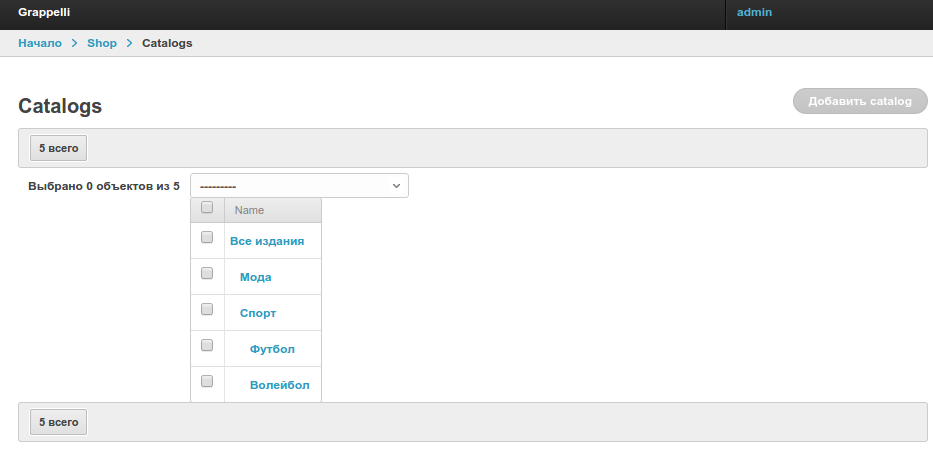 Grappelli admin
Начало > Shop > Catalogs
Catalogs Добавить catalog
5 всего
Выбрано 0 объектов из 5 ---------
Name
Все издания
Мода
Спорт
Футбол
Волейбол
5 всего